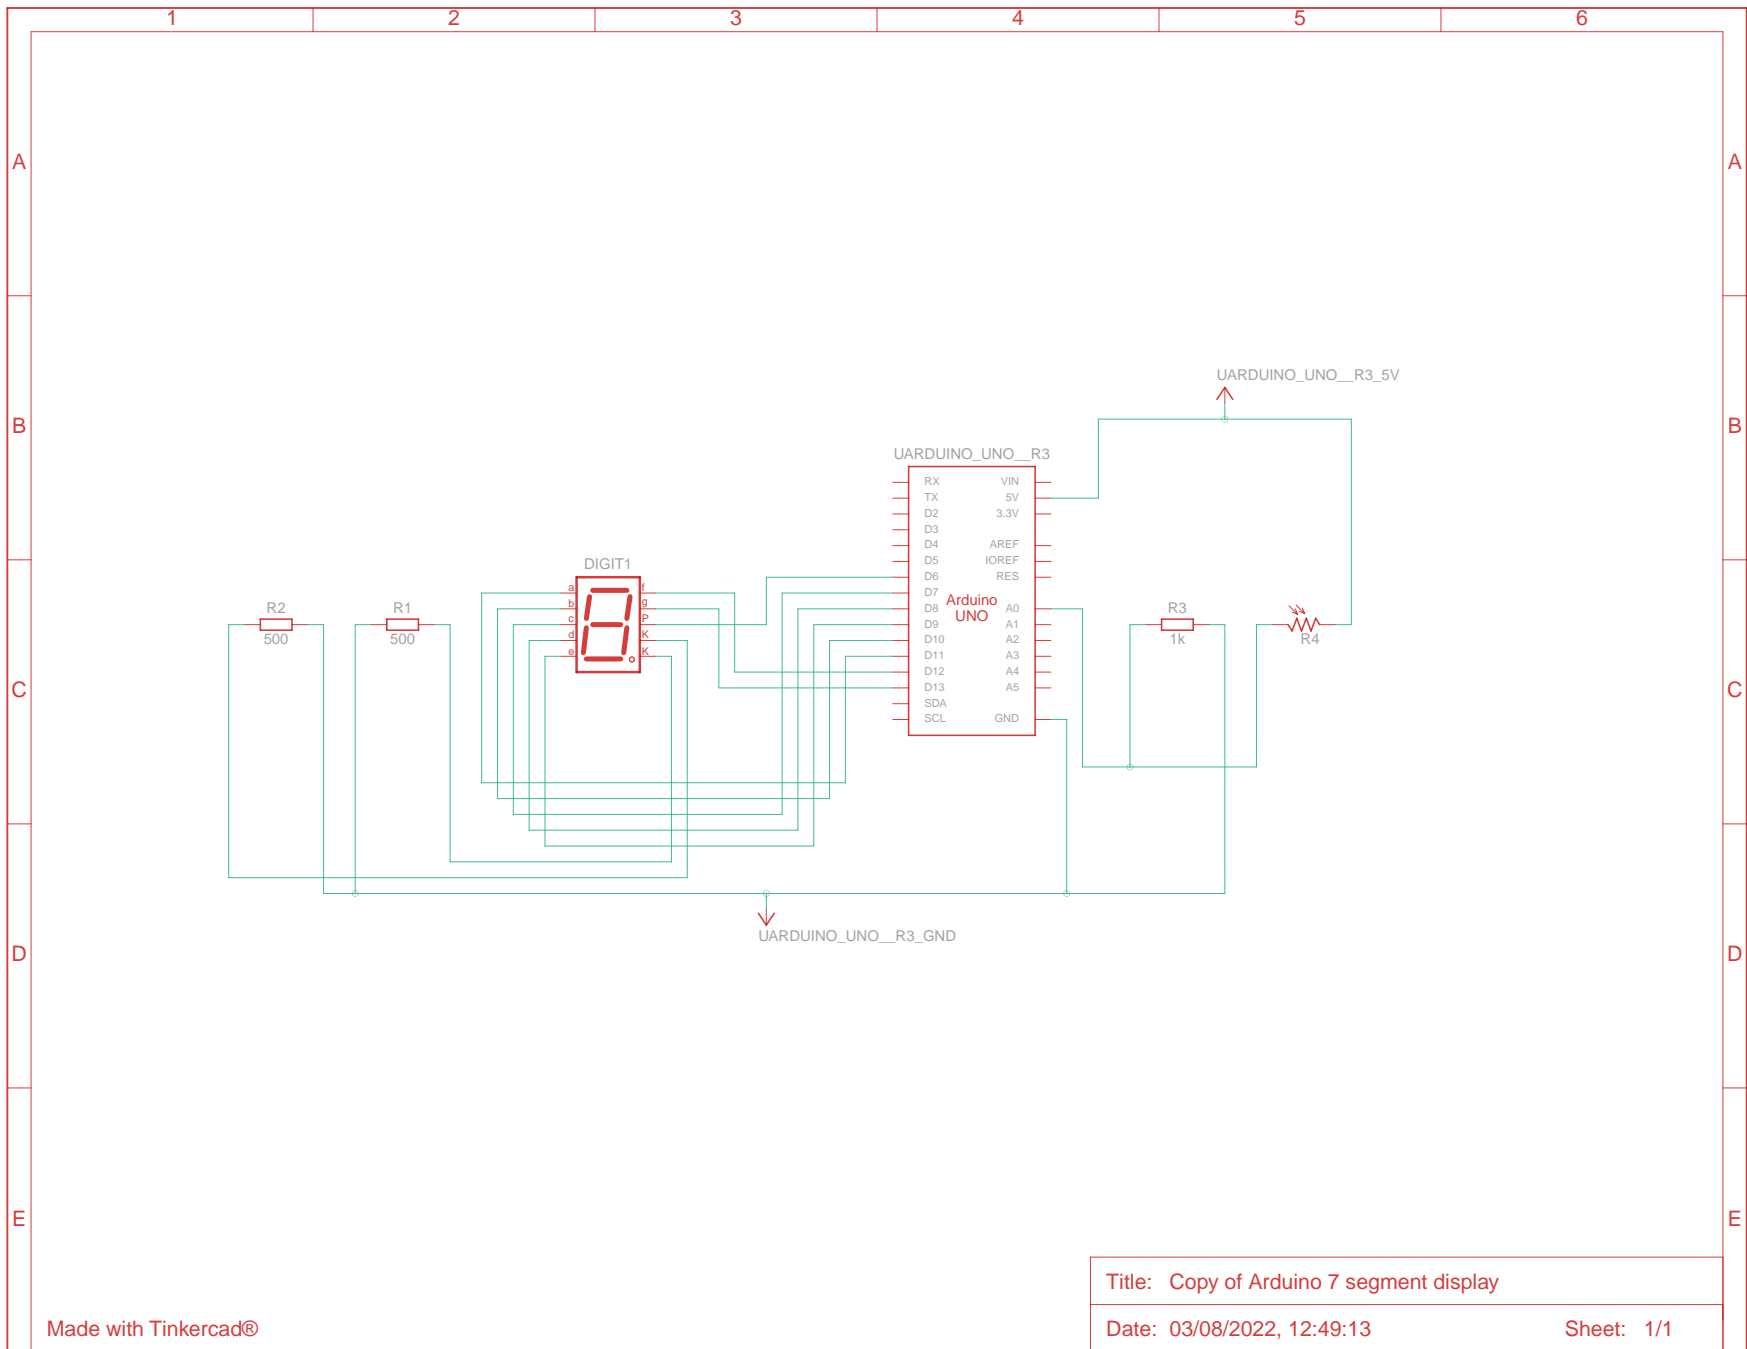 1 2 3 4 5 6
A A
UARDUINO_UNO__R3_5V
B B
UARDUINO_UNO__R3
RX VIN
TX 5V
D2 3.3V
D3
D4 AREF
D5 IOREF
D6 RES
D7
D8 A0
D9 A1
D10 A2
D11 A3
D12 A4
D13 A5
SDA
SCL GND
Arduino
UNO
DIGIT1
a f
b g
c P
d K
e K
R2
500
R1
500
R3
1k
R4
C C
UARDUINO_UNO__R3_GND
D D
E E
Title: Copy of Arduino 7 segment display
Made with Tinkercad®
Date: 03/08/2022, 12:49:13 Sheet: 1/1